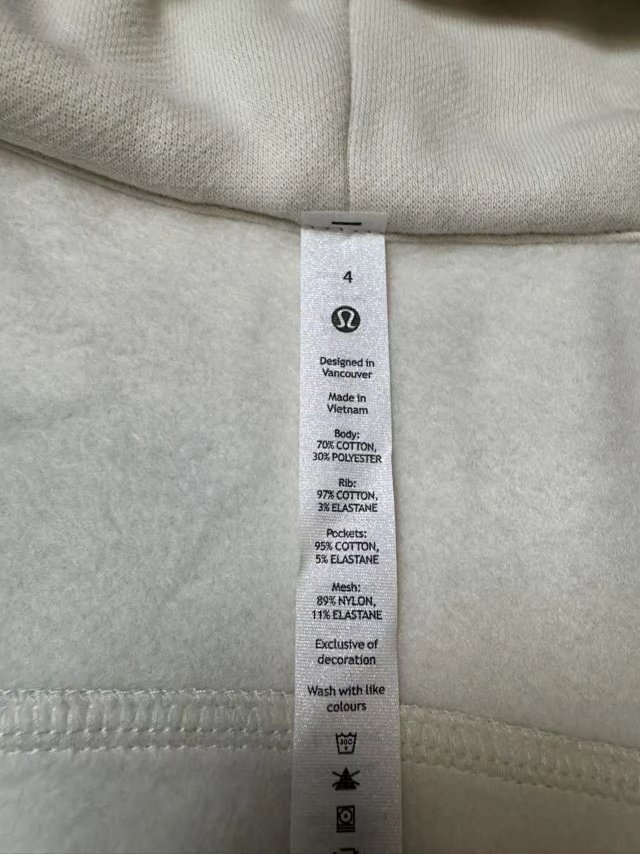 4
Designed in
Vancouver
Made in
Vietnam
Body:
70% COTTON,
30% POLYESTER
Rib:
97% COTTON,
3% ELASTANE
Pockets:
95% COTTON,
5% ELASTANE
Mesh:
89% NYLON,
11% ELASTANE
Exclusive of
decoration
Wash with like
colours